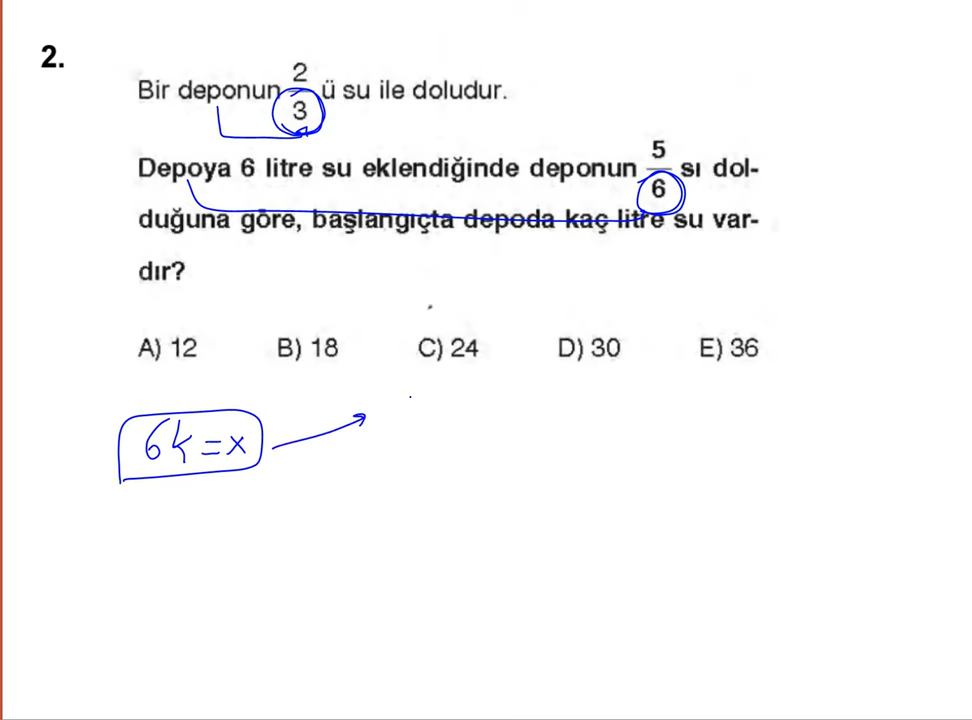 2.
Bir deponun 2/3 ü su ile doludur.
Depoya 6 litre su eklendiğinde deponun 5/6 sı dol-
duğuna göre, başlangıçta depoda kaç litre su var-
dır?
A) 12 B) 18 C) 24 D) 30 E) 36
6k = x